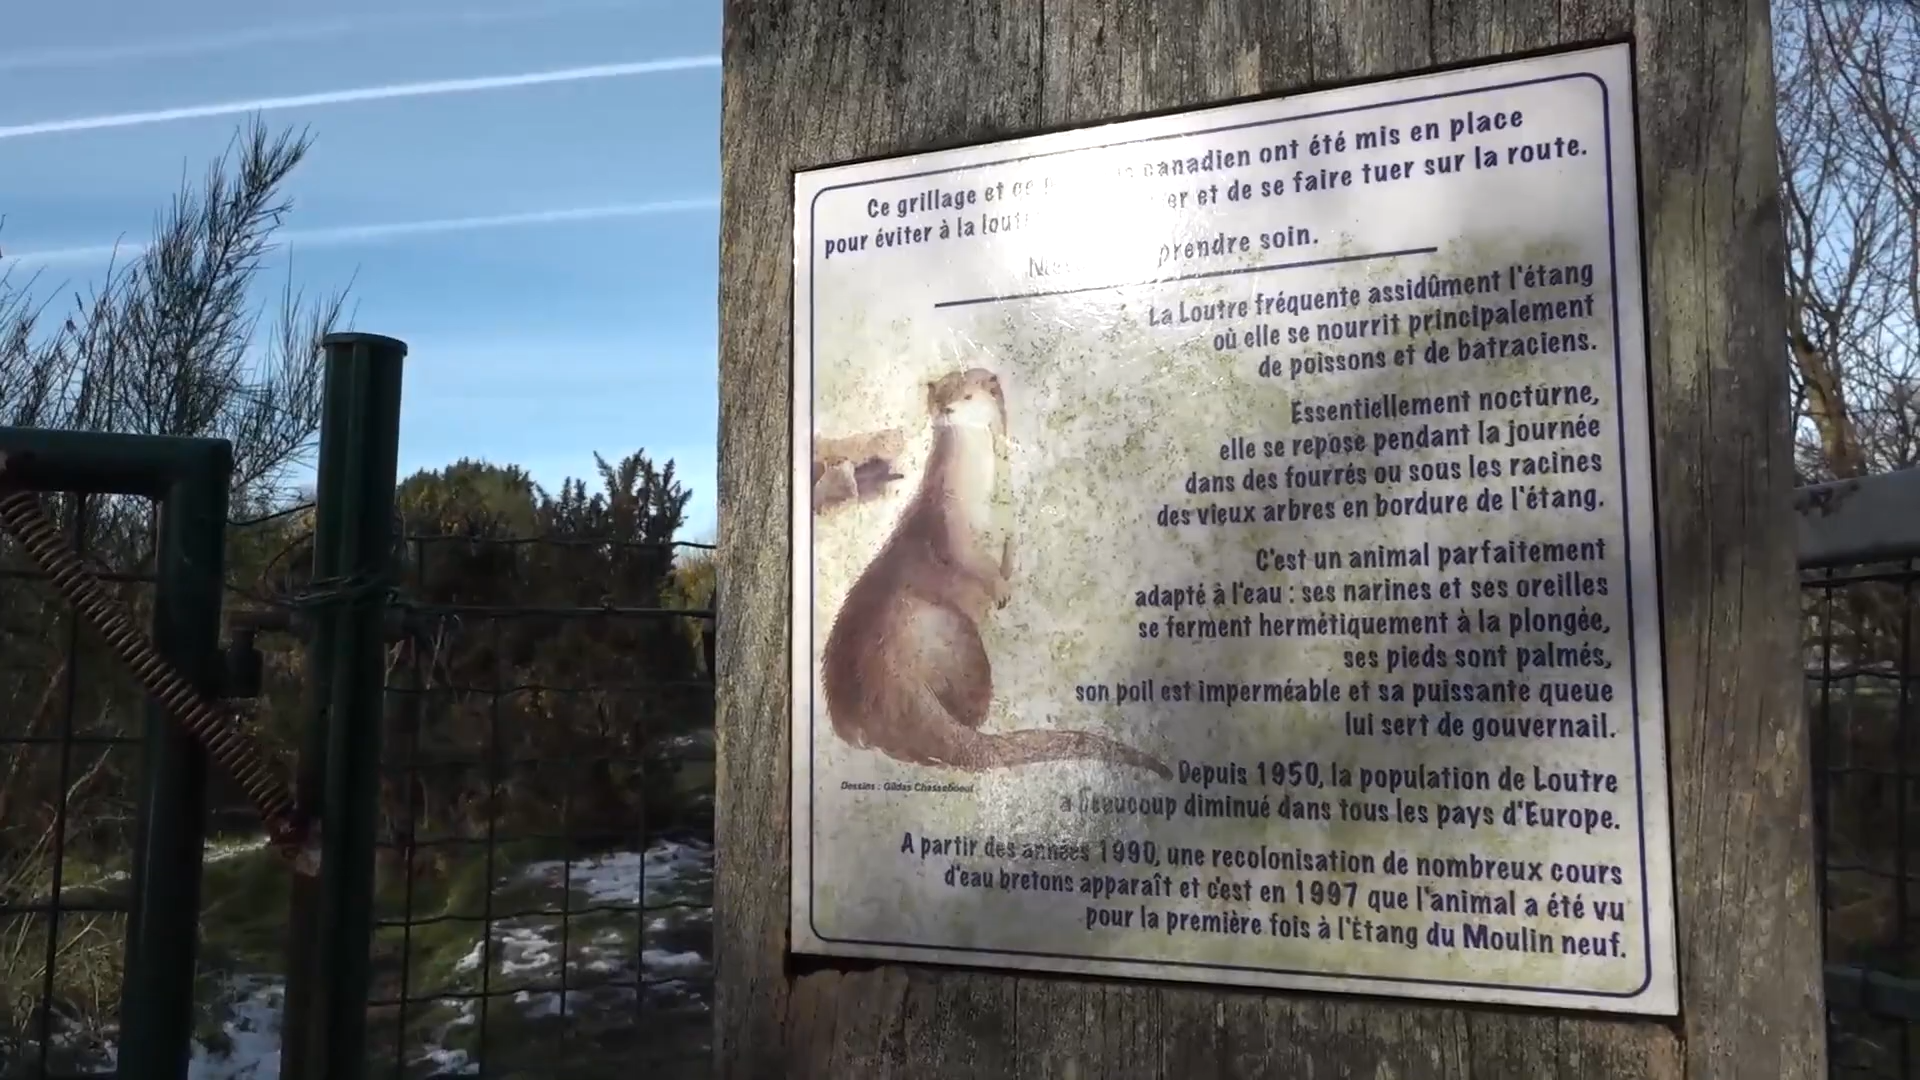 Ce grillage et ce canadien ont été mis en place
pour éviter à la loutre et de se faire tuer sur la route.
prendre soin.
La Loutre fréquente assidûment l'étang
où elle se nourrit principalement
de poissons et de batraciens.
Essentiellement nocturne,
elle se repose pendant la journée
dans des fourrés ou sous les racines
des vieux arbres en bordure de l'étang.
C'est un animal parfaitement
adapté à l'eau : ses narines et ses oreilles
se ferment hermétiquement à la plongée,
ses pieds sont palmés,
son poil est imperméable et sa puissante queue
lui sert de gouvernail.
Dessins : Gildas Chasseboeuf
Depuis 1950, la population de Loutre
a beaucoup diminué dans tous les pays d'Europe.
A partir des années 1990, une recolonisation de nombreux cours
d'eau bretons apparaît et c'est en 1997 que l'animal a été vu
pour la première fois à l'Étang du Moulin neuf.